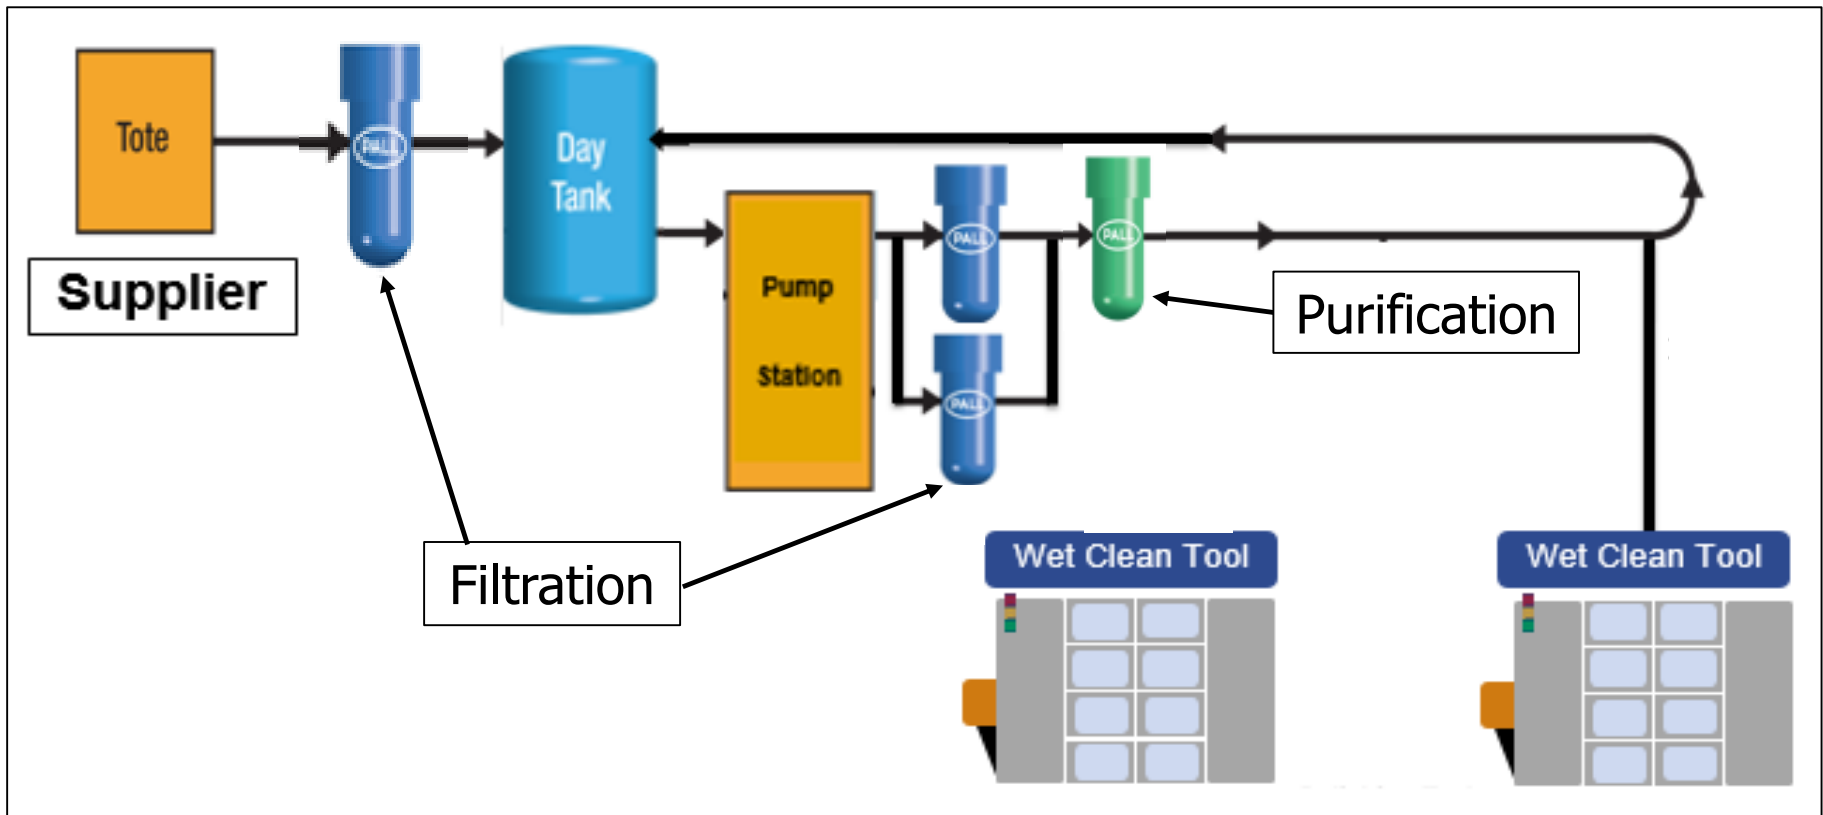 Tote
PALL
Day
Tank
Supplier
Pump
Station
PALL
PALL
PALL
Purification
Filtration
Wet Clean Tool
Wet Clean Tool